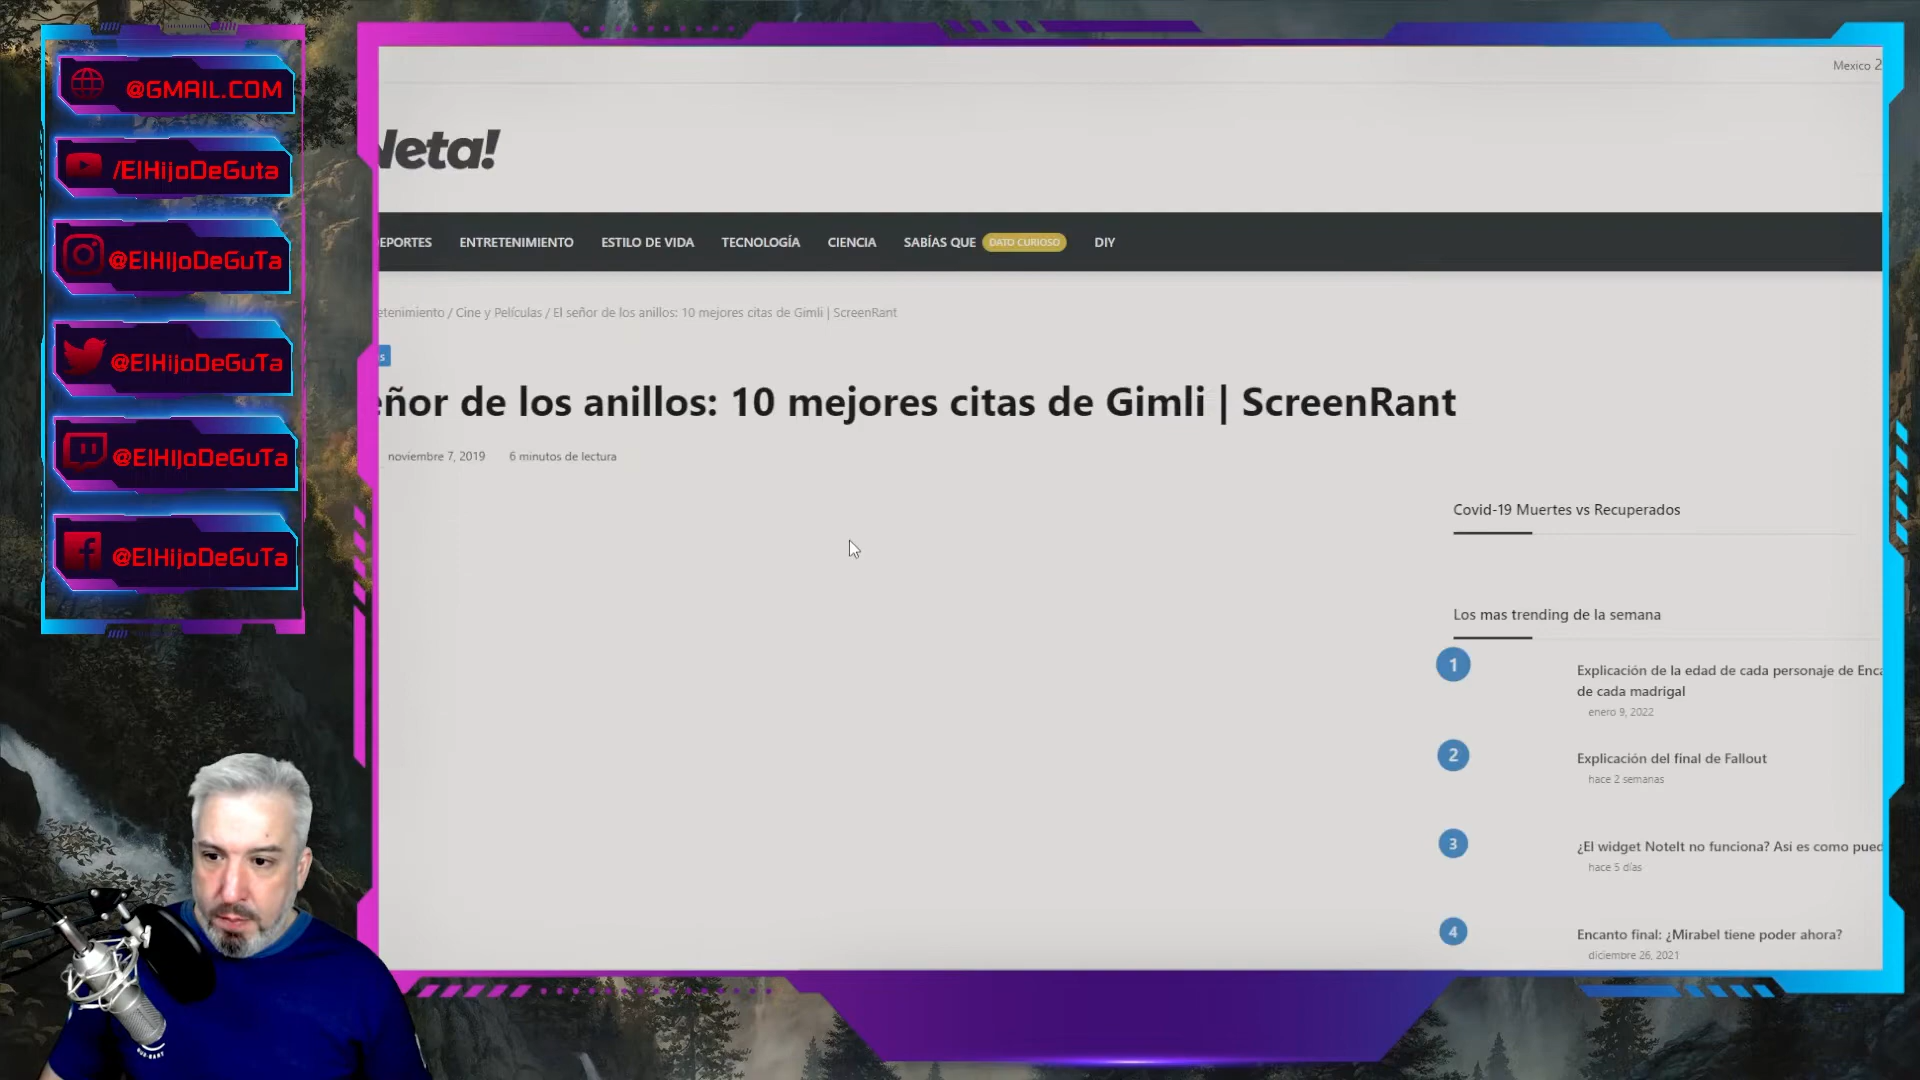 @GMAIL.COM
/ElHijoDeGuta
@ElHIjoDeGuTa
@ElHijoDeGuTa
@ElHIjoDeGuTa
@ElHijoDeGuTa
Mexico 2
Neta!
EPORTES ENTRETENIMIENTO ESTILO DE VIDA TECNOLOGÍA CIENCIA SABÍAS QUE DATO CURIOSO DIY
etenimiento / Cine y Películas / El señor de los anillos: 10 mejores citas de Gimli | ScreenRant
s
eñor de los anillos: 10 mejores citas de Gimli | ScreenRant
noviembre 7, 2019 6 minutos de lectura
Covid-19 Muertes vs Recuperados
Los mas trending de la semana
1
Explicación de la edad de cada personaje de Enca
de cada madrigal
enero 9, 2022
2
Explicación del final de Fallout
hace 2 semanas
3
¿El widget NoteIt no funciona? Así es como pued
hace 5 días
4
Encanto final: ¿Mirabel tiene poder ahora?
diciembre 26, 2021